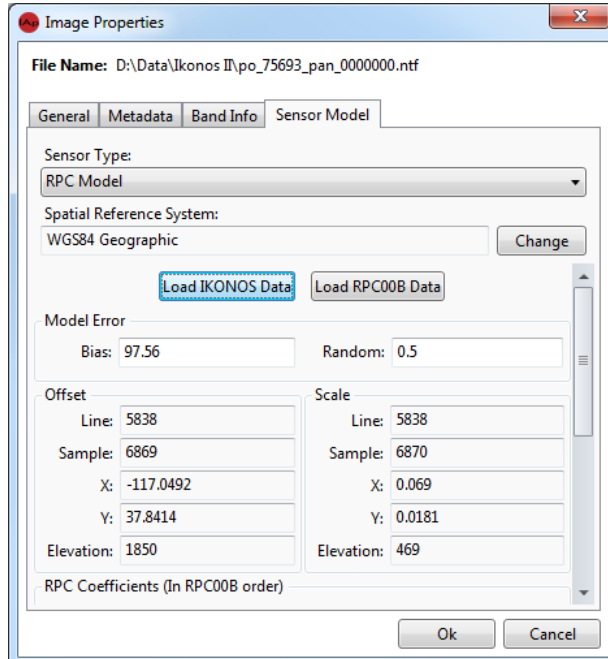 IAp Image Properties
File Name: D:\Data\Ikonos II\po_75693_pan_0000000.ntf
General Metadata Band Info Sensor Model
Sensor Type:
RPC Model
Spatial Reference System:
WGS84 Geographic Change
Load IKONOS Data Load RPC00B Data
Model Error
Bias: 97.56 Random: 0.5
Offset Scale
Line: 5838 Line: 5838
Sample: 6869 Sample: 6870
X: -117.0492 X: 0.069
Y: 37.8414 Y: 0.0181
Elevation: 1850 Elevation: 469
RPC Coefficients (In RPC00B order)
Ok Cancel